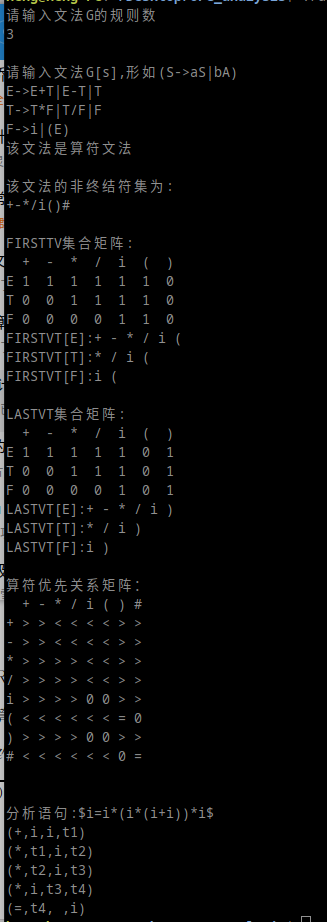 请输入文法G的规则数
3
请输入文法G[s],形如(S->aS|bA)
E->E+T|E-T|T
T->T*F|T/F|F
F->i|(E)
该文法是算符文法
该文法的非终结符集为:
+-*/i()#
FIRSTTV集合矩阵:
+ - * / i ( )
E 1 1 1 1 1 1 0
T 0 0 1 1 1 1 0
F 0 0 0 0 1 1 0
FIRSTVT[E]:+ - * / i (
FIRSTVT[T]:* / i (
FIRSTVT[F]:i (
LASTVT集合矩阵:
+ - * / i ( )
E 1 1 1 1 1 0 1
T 0 0 1 1 1 0 1
F 0 0 0 0 1 0 1
LASTVT[E]:+ - * / i )
LASTVT[T]:* / i )
LASTVT[F]:i )
算符优先关系矩阵:
+ - * / i ( ) #
+ > > < < < < > >
- > > < < < < > >
* > > > > < < > >
/ > > > > < < > >
i > > > > 0 0 > >
( < < < < < < = 0
) > > > > 0 0 > >
# < < < < < < 0 =
分析语句:$i=i*(i*(i+i))*i$
(+,i,i,t1)
(*,t1,i,t2)
(*,t2,i,t3)
(*,i,t3,t4)
(=,t4, ,i)